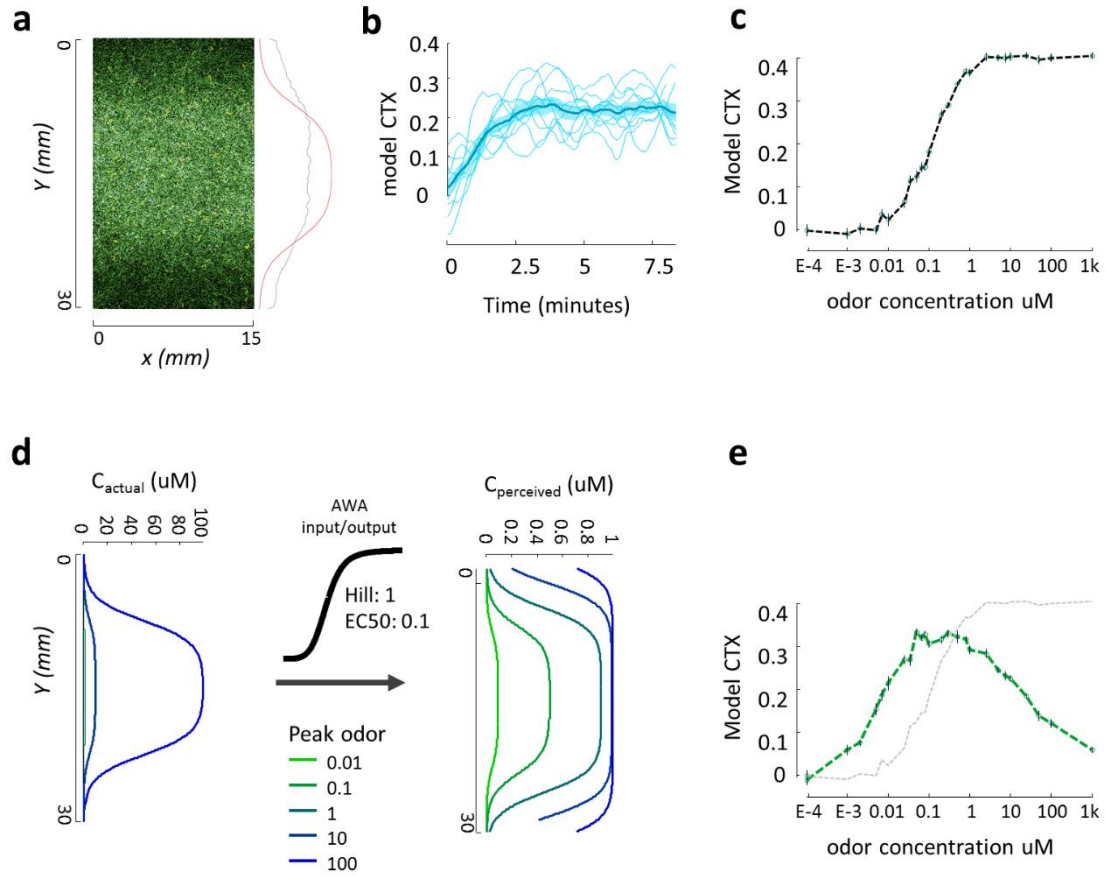 a
0
Y (mm)
30
0
15
x (mm)
b
0.4
0.3
0.2
0.1
0
model CTX
0
2.5
5
7.5
Time (minutes)
c
0.4
0.3
0.2
0.1
0
Model CTX
E-4
E-3
0.01
0.1
1
10
100
1k
odor concentration uM
d
Cactual (uM)
0
20
40
60
80
100
0
Y (mm)
30
AWA
input/output
Hill: 1
EC50: 0.1
Peak odor
0.01
0.1
1
10
100
Cperceived (uM)
0
0.2
0.4
0.6
0.8
1
0
30
e
0.4
0.3
0.2
0.1
0
Model CTX
E-4
E-3
0.01
0.1
1
10
100
1k
odor concentration uM